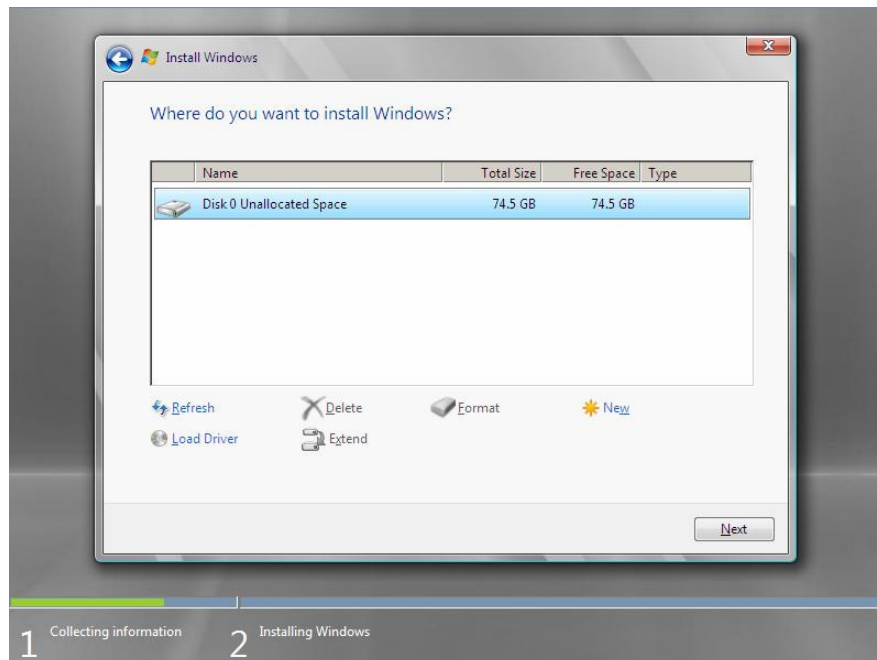 Install Windows
Where do you want to install Windows?
Name Total Size Free Space Type
Disk 0 Unallocated Space 74.5 GB 74.5 GB
Refresh Delete Format New
Load Driver Extend
Next
1 Collecting information 2 Installing Windows